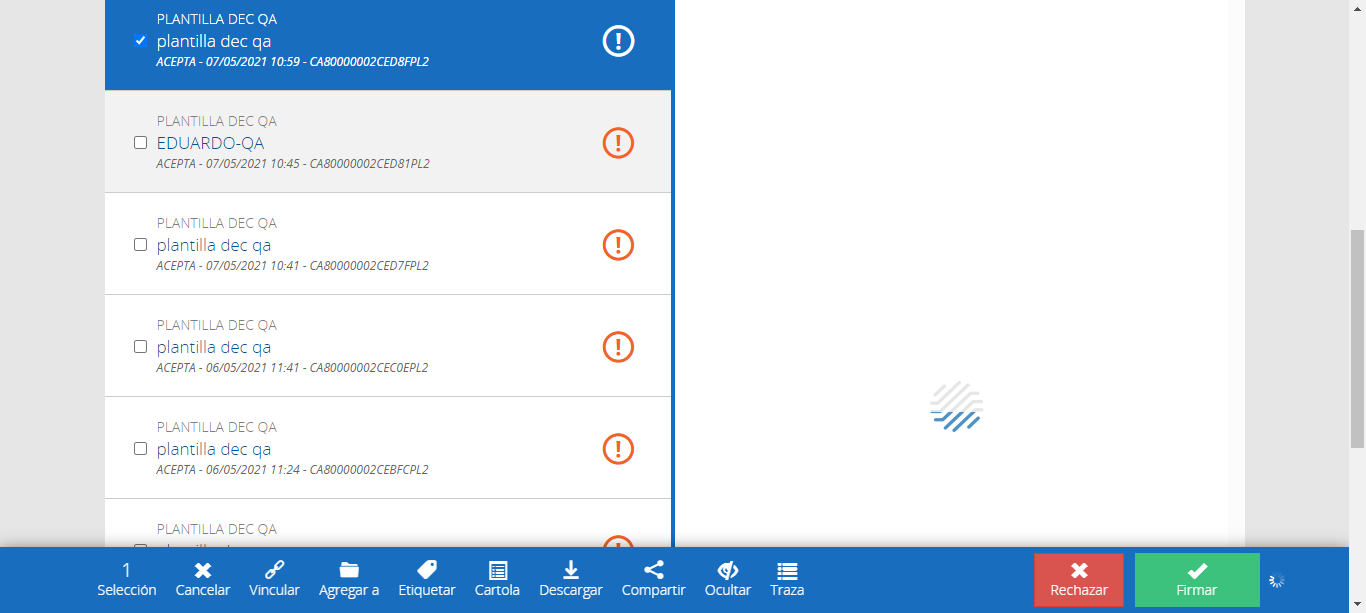 PLANTILLA DEC QA
plantilla dec qa
ACEPTA - 07/05/2021 10:59 - CA80000002CED8FPL2
PLANTILLA DEC QA
EDUARDO-QA
ACEPTA - 07/05/2021 10:45 - CA80000002CED81PL2
PLANTILLA DEC QA
plantilla dec qa
ACEPTA - 07/05/2021 10:41 - CA80000002CED7FPL2
PLANTILLA DEC QA
plantilla dec qa
ACEPTA - 06/05/2021 11:41 - CA80000002CEC0EPL2
PLANTILLA DEC QA
plantilla dec qa
ACEPTA - 06/05/2021 11:24 - CA80000002CEBFCPL2
PLANTILLA DEC QA
1
Selección
Cancelar
Vincular
Agregar a
Etiquetar
Cartola
Descargar
Compartir
Ocultar
Traza
Rechazar
Firmar